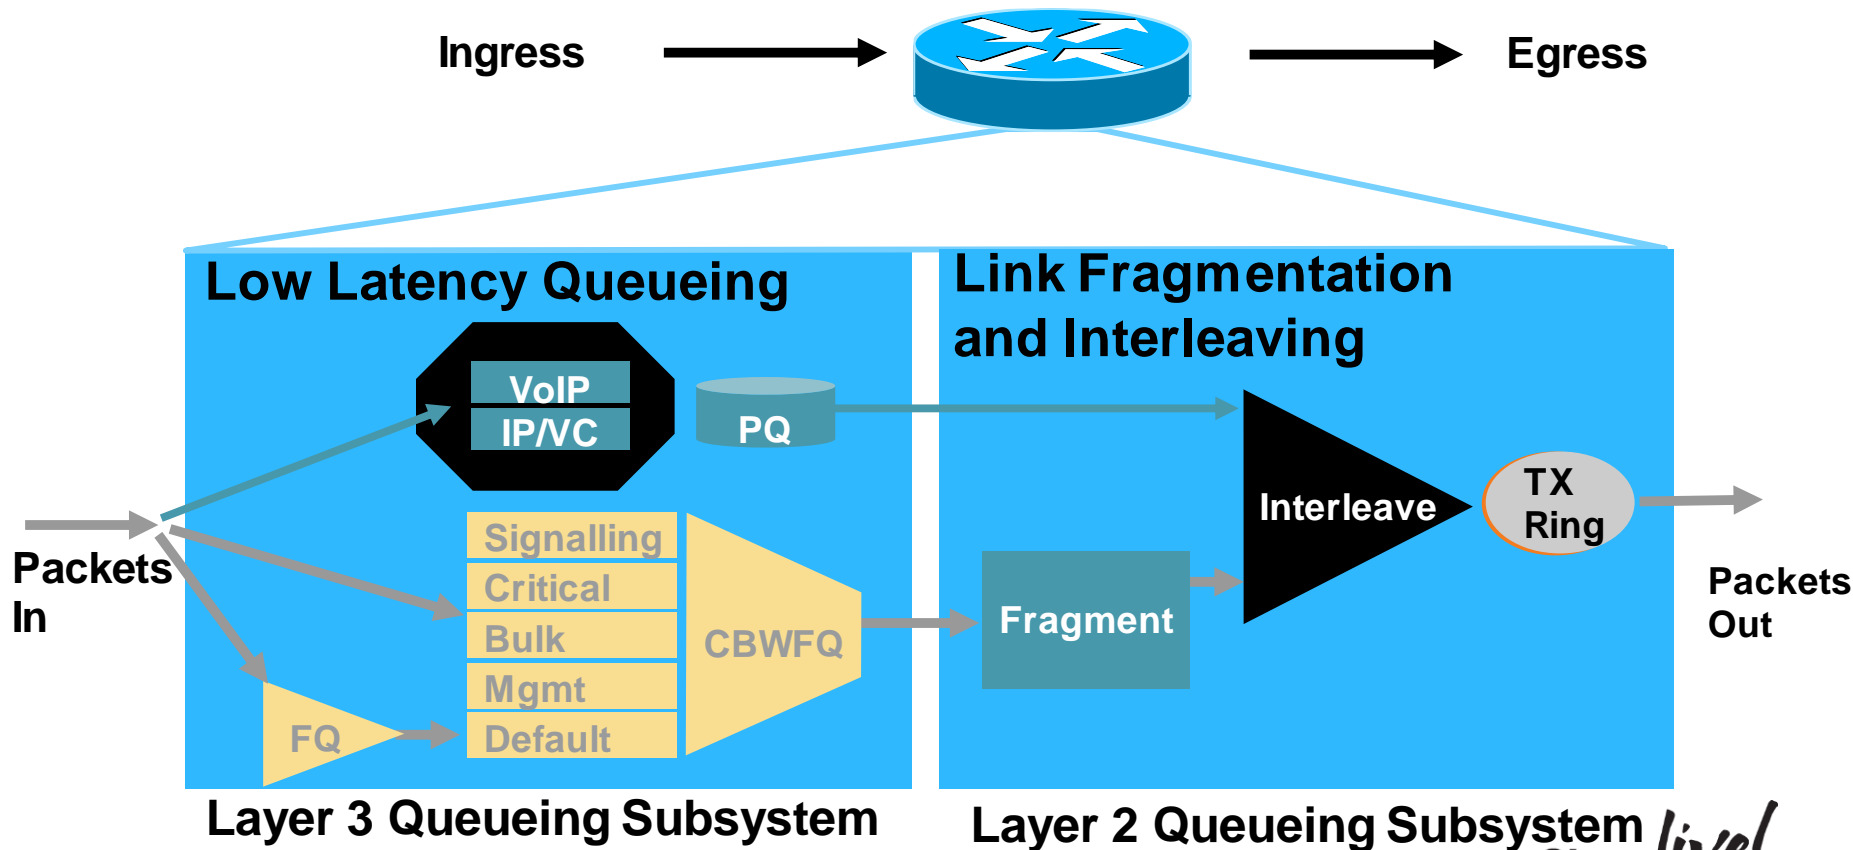 Ingress
Egress
Low Latency Queueing
Link Fragmentation
and Interleaving
VoIP
IP/VC
PQ
Interleave
TX
Ring
Signalling
Critical
Bulk
Mgmt
Default
CBWFQ
Fragment
FQ
Packets
In
Packets
Out
Layer 3 Queueing Subsystem
Layer 2 Queueing Subsystem
live!